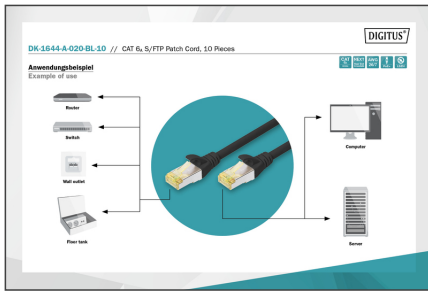 DIGITUS®
DK-1644-A-020-BL-10 // CAT 6A S/FTP Patch Cord, 10 Pieces
Anwendungsbeispiel
Example of use
Router
Switch
Wall outlet
Floor tank
Computer
Server